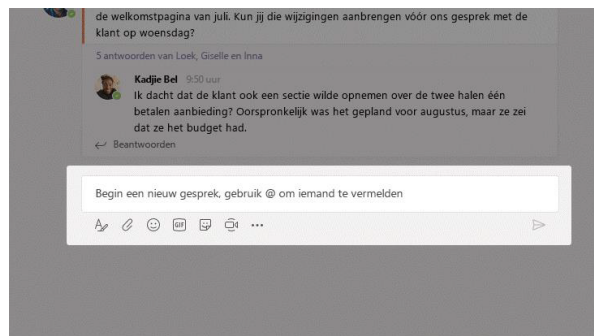 de welkomstpagina van juli. Kun jij die wijzigingen aanbrengen vóór ons gesprek met de
klant op woensdag?
5 antwoorden van Loek, Giselle en Inna
Kadjie Bel 9:50 uur
Ik dacht dat de klant ook een sectie wilde opnemen over de twee halen één
betalen aanbieding? Oorspronkelijk was het gepland voor augustus, maar ze zei
dat ze het budget had.
Beantwoorden
Begin een nieuw gesprek, gebruik @ om iemand te vermelden
GIF